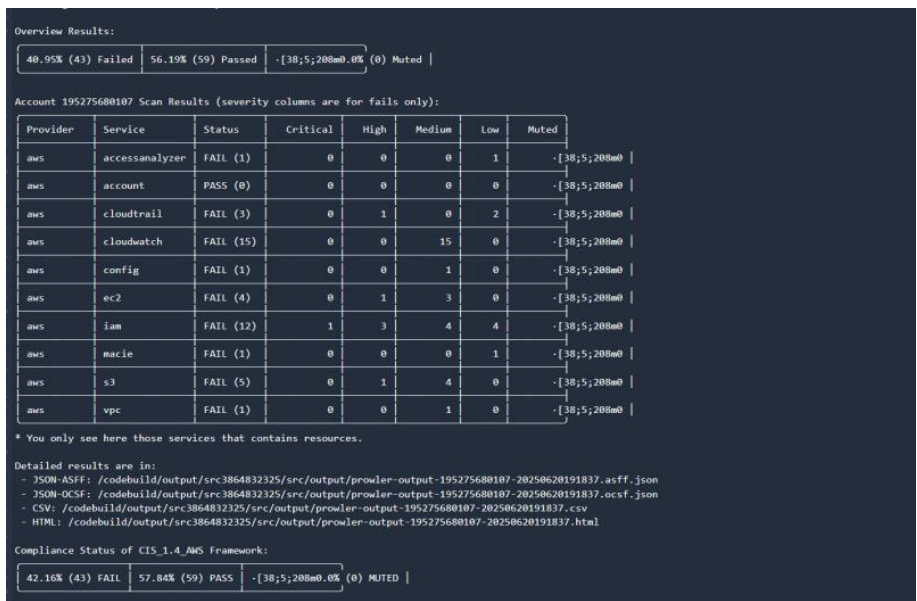 Overview Results:
40.95% (43) Failed | 56.19% (59) Passed | ·[38;5;208m0.0% (0) Muted |
Account 195275680107 Scan Results (severity columns are for fails only):
Provider | Service | Status | Critical | High | Medium | Low | Muted
aws | accessanalyzer | FAIL (1) | 0 | 0 | 0 | 1 | ·[38;5;208m0 |
aws | account | PASS (0) | 0 | 0 | 0 | 0 | ·[38;5;208m0 |
aws | cloudtrail | FAIL (3) | 0 | 1 | 0 | 2 | ·[38;5;208m0 |
aws | cloudwatch | FAIL (15) | 0 | 0 | 15 | 0 | ·[38;5;208m0 |
aws | config | FAIL (1) | 0 | 0 | 1 | 0 | ·[38;5;208m0 |
aws | ec2 | FAIL (4) | 0 | 1 | 3 | 0 | ·[38;5;208m0 |
aws | iam | FAIL (12) | 1 | 3 | 4 | 4 | ·[38;5;208m0 |
aws | macie | FAIL (1) | 0 | 0 | 0 | 1 | ·[38;5;208m0 |
aws | s3 | FAIL (5) | 0 | 1 | 4 | 0 | ·[38;5;208m0 |
aws | vpc | FAIL (1) | 0 | 0 | 1 | 0 | ·[38;5;208m0 |
* You only see here those services that contains resources.
Detailed results are in:
- JSON-ASFF: /codebuild/output/src3864832325/src/output/prowler-output-195275680107-20250620191837.asff.json
- JSON-OCSF: /codebuild/output/src3864832325/src/output/prowler-output-195275680107-20250620191837.ocsf.json
- CSV: /codebuild/output/src3864832325/src/output/prowler-output-195275680107-20250620191837.csv
- HTML: /codebuild/output/src3864832325/src/output/prowler-output-195275680107-20250620191837.html
Compliance Status of CIS_1.4_AWS Framework:
42.16% (43) FAIL | 57.84% (59) PASS | ·[38;5;208m0.0% (0) MUTED |